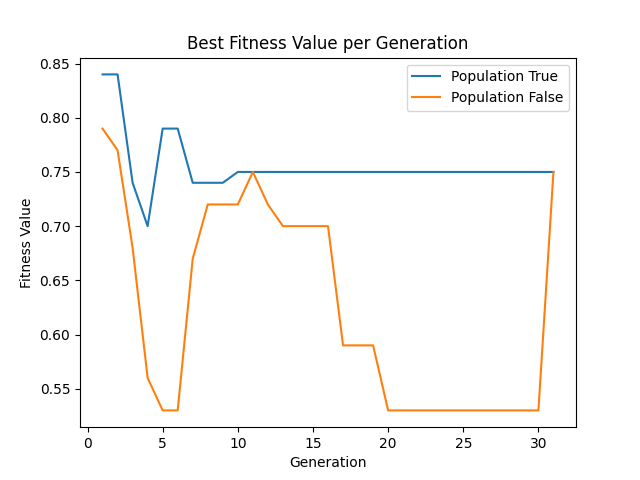 Best Fitness Value per Generation
Population True
Population False
Fitness Value
0.85
0.80
0.75
0.70
0.65
0.60
0.55
0 5 10 15 20 25 30
Generation